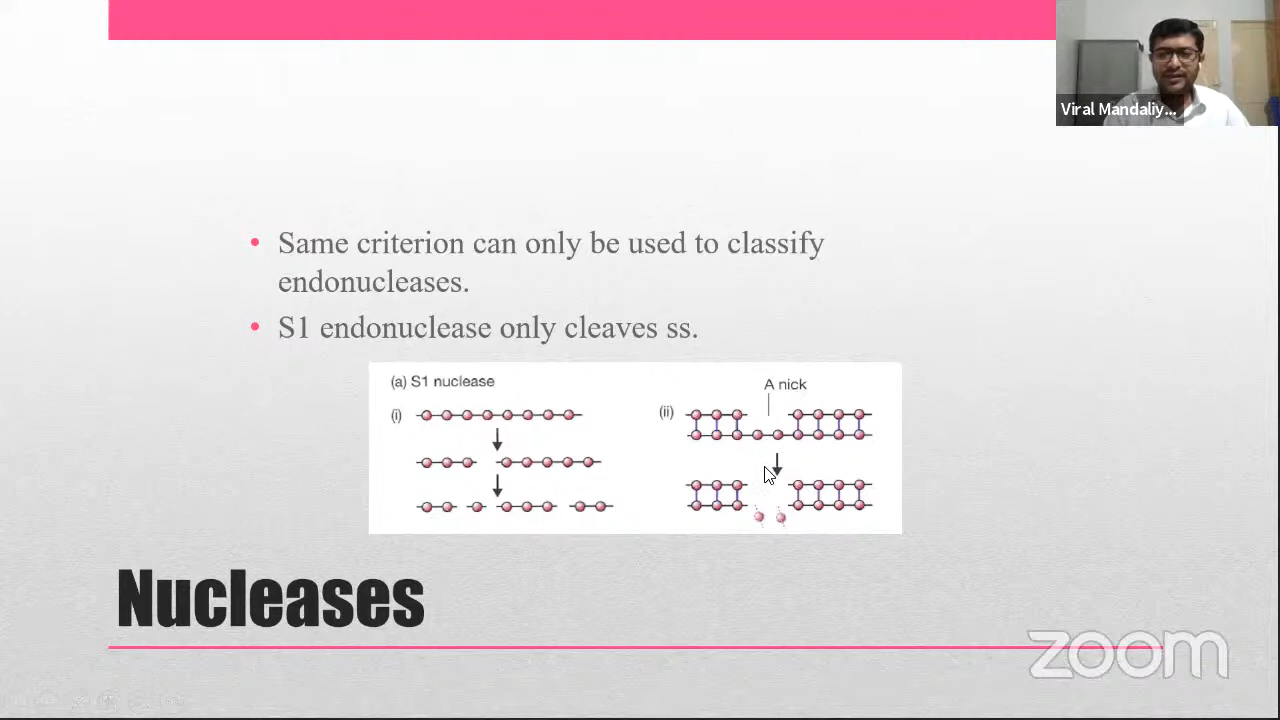 Viral Mandaliy...
• Same criterion can only be used to classify
endonucleases.
• S1 endonuclease only cleaves ss.
(a) S1 nuclease
A nick
(i)
(ii)
Nucleases
zoom